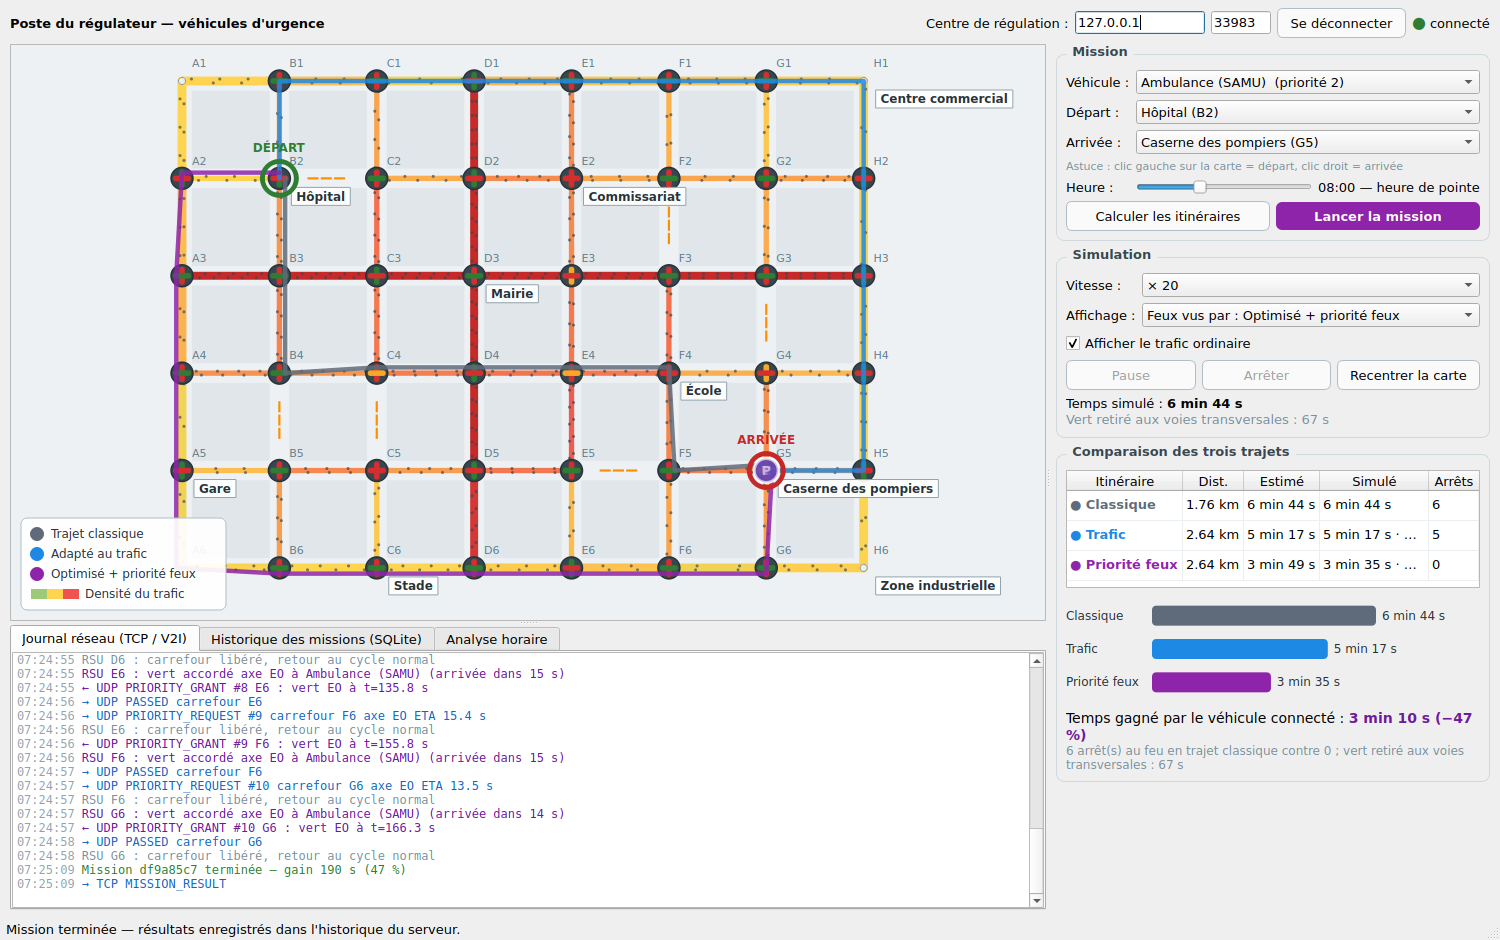 Poste du régulateur — véhicules d'urgence
Centre de régulation : 127.0.0.1 33983 Se déconnecter connecté
A1 B1 C1 D1 E1 F1 G1 H1
Centre commercial
DÉPART
A2 B2 C2 D2 E2 F2 G2 H2
Hôpital Commissariat
A3 B3 C3 D3 E3 F3 G3 H3
Mairie
A4 B4 C4 D4 E4 F4 G4 H4
École
ARRIVÉE
A5 B5 C5 D5 E5 F5 G5 H5
P
Gare Caserne des pompiers
A6 B6 C6 D6 E6 F6 G6 H6
Stade Zone industrielle
Trajet classique
Adapté au trafic
Optimisé + priorité feux
Densité du trafic
Journal réseau (TCP / V2I) Historique des missions (SQLite) Analyse horaire
07:24:55 RSU D6 : carrefour libéré, retour au cycle normal
07:24:55 RSU E6 : vert accordé axe EO à Ambulance (SAMU) (arrivée dans 15 s)
07:24:55 ← UDP PRIORITY_GRANT #8 E6 : vert EO à t=135.8 s
07:24:56 → UDP PASSED carrefour E6
07:24:56 → UDP PRIORITY_REQUEST #9 carrefour F6 axe EO ETA 15.4 s
07:24:56 RSU E6 : carrefour libéré, retour au cycle normal
07:24:56 ← UDP PRIORITY_GRANT #9 F6 : vert EO à t=155.8 s
07:24:56 RSU F6 : vert accordé axe EO à Ambulance (SAMU) (arrivée dans 15 s)
07:24:57 → UDP PASSED carrefour F6
07:24:57 → UDP PRIORITY_REQUEST #10 carrefour G6 axe EO ETA 13.5 s
07:24:57 RSU F6 : carrefour libéré, retour au cycle normal
07:24:57 RSU G6 : vert accordé axe EO à Ambulance (SAMU) (arrivée dans 14 s)
07:24:57 ← UDP PRIORITY_GRANT #10 G6 : vert EO à t=166.3 s
07:24:58 → UDP PASSED carrefour G6
07:24:58 RSU G6 : carrefour libéré, retour au cycle normal
07:25:09 Mission df9a85c7 terminée — gain 190 s (47 %)
07:25:09 → TCP MISSION_RESULT
Mission terminée — résultats enregistrés dans l'historique du serveur.
Mission
Véhicule : Ambulance (SAMU) (priorité 2)
Départ : Hôpital (B2)
Arrivée : Caserne des pompiers (G5)
Astuce : clic gauche sur la carte = départ, clic droit = arrivée
Heure : 08:00 — heure de pointe
Calculer les itinéraires Lancer la mission
Simulation
Vitesse : × 20
Affichage : Feux vus par : Optimisé + priorité feux
Afficher le trafic ordinaire
Pause Arrêter Recentrer la carte
Temps simulé : 6 min 44 s
Vert retiré aux voies transversales : 67 s
Comparaison des trois trajets
Itinéraire Dist. Estimé Simulé Arrêts
Classique 1.76 km 6 min 44 s 6 min 44 s 6
Trafic 2.64 km 5 min 17 s 5 min 17 s · ... 5
Priorité feux 2.64 km 3 min 49 s 3 min 35 s · ... 0
Classique 6 min 44 s
Trafic 5 min 17 s
Priorité feux 3 min 35 s
Temps gagné par le véhicule connecté : 3 min 10 s (−47
%)
6 arrêt(s) au feu en trajet classique contre 0 ; vert retiré aux voies
transversales : 67 s